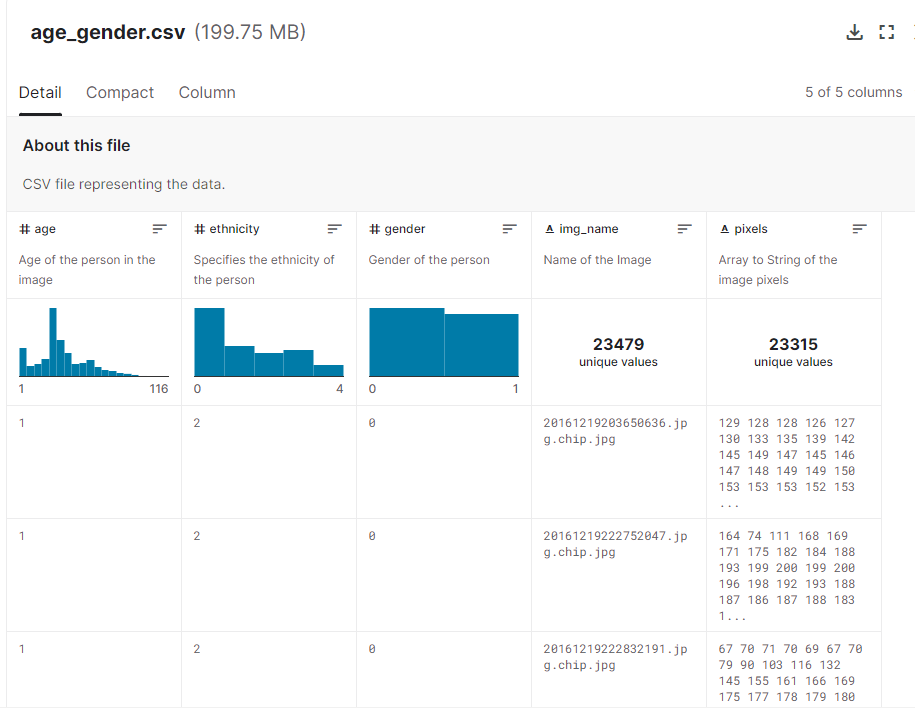 age_gender.csv (199.75 MB)
Detail Compact Column 5 of 5 columns
About this file
CSV file representing the data.
# age
Age of the person in the
image
# ethnicity
Specifies the ethnicity of
the person
# gender
Gender of the person
A img_name
Name of the Image
A pixels
Array to String of the
image pixels
1 116
0 4
0 1
23479
unique values
23315
unique values
1
2
0
20161219203650636.jp
g.chip.jpg
129 128 128 126 127
130 133 135 139 142
145 149 147 145 146
147 148 149 149 150
153 153 153 152 153
...
1
2
0
20161219222752047.jp
g.chip.jpg
164 74 111 168 169
171 175 182 184 188
193 199 200 199 200
196 198 192 193 188
187 186 187 188 183
1...
1
2
0
20161219222832191.jp
g.chip.jpg
67 70 71 70 69 67 70
79 90 103 116 132
145 155 161 166 169
175 177 178 179 180